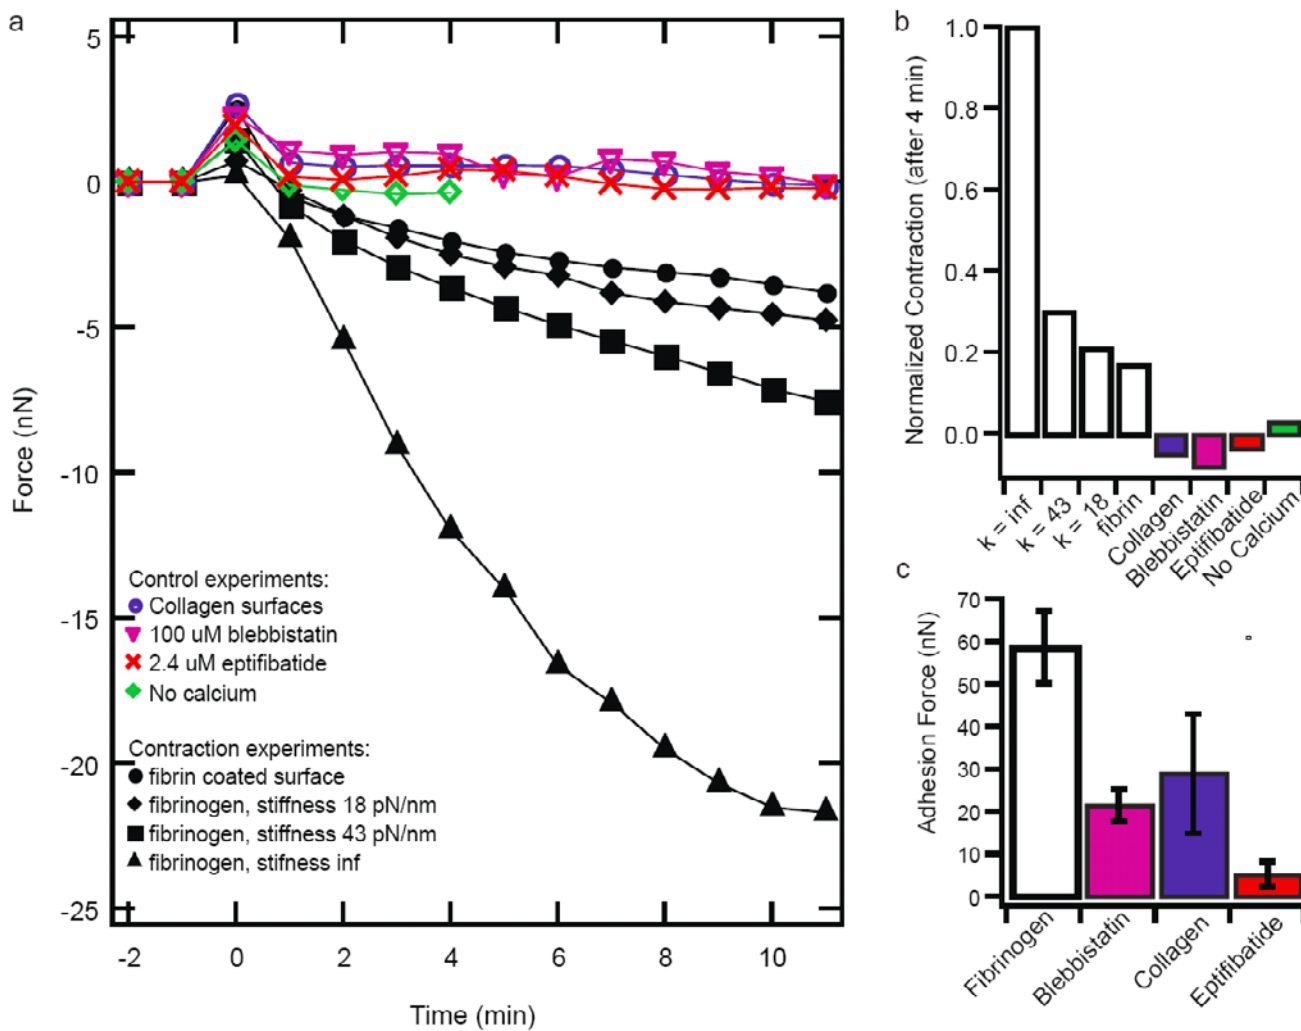 a
5
0
-5
-10
-15
-20
-25
Force (nN)
Control experiments:
Collagen surfaces
100 uM blebbistatin
2.4 uM eptifibatide
No calcium
Contraction experiments:
fibrin coated surface
fibrinogen, stiffness 18 pN/nm
fibrinogen, stiffness 43 pN/nm
fibrinogen, stifness inf
-2 0 2 4 6 8 10
Time (min)
b
1.0
0.8
0.6
0.4
0.2
0.0
Normalized Contraction (after 4 min)
k = inf
k = 43
k = 18
fibrin
Collagen
Blebbistatin
Eptifibatide
No Calcium
c
70
60
50
40
30
20
10
0
Adhesion Force (nN)
Fibrinogen
Blebbistatin
Collagen
Eptifibatide